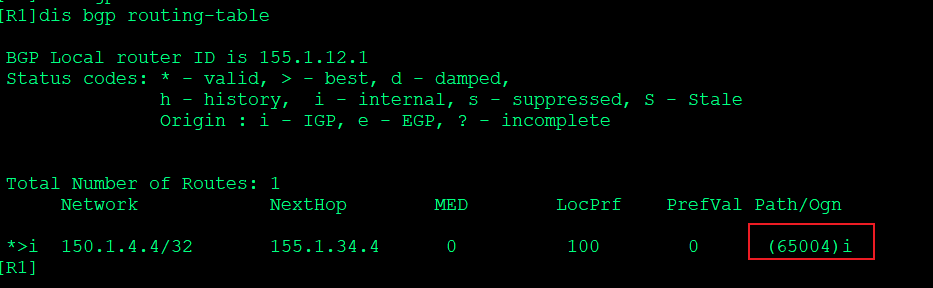 [R1]dis bgp routing-table
BGP Local router ID is 155.1.12.1
Status codes: * - valid, > - best, d - damped,
h - history,  i - internal, s - suppressed, S - Stale
Origin : i - IGP, e - EGP, ? - incomplete
Total Number of Routes: 1
Network NextHop MED LocPrf PrefVal Path/Ogn
*>i 150.1.4.4/32 155.1.34.4 0 100 0 (65004)i
[R1]